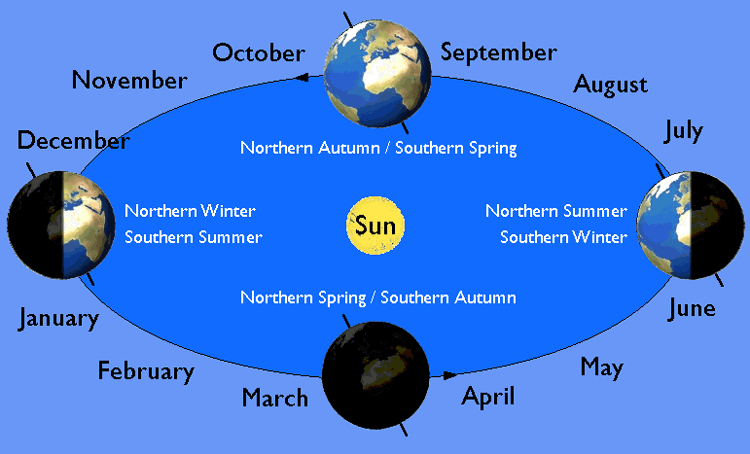 October
September
November
August
December
July
Northern Autumn / Southern Spring
Northern Winter
Southern Summer
Sun
Northern Summer
Southern Winter
Northern Spring / Southern Autumn
January
June
February
May
March
April